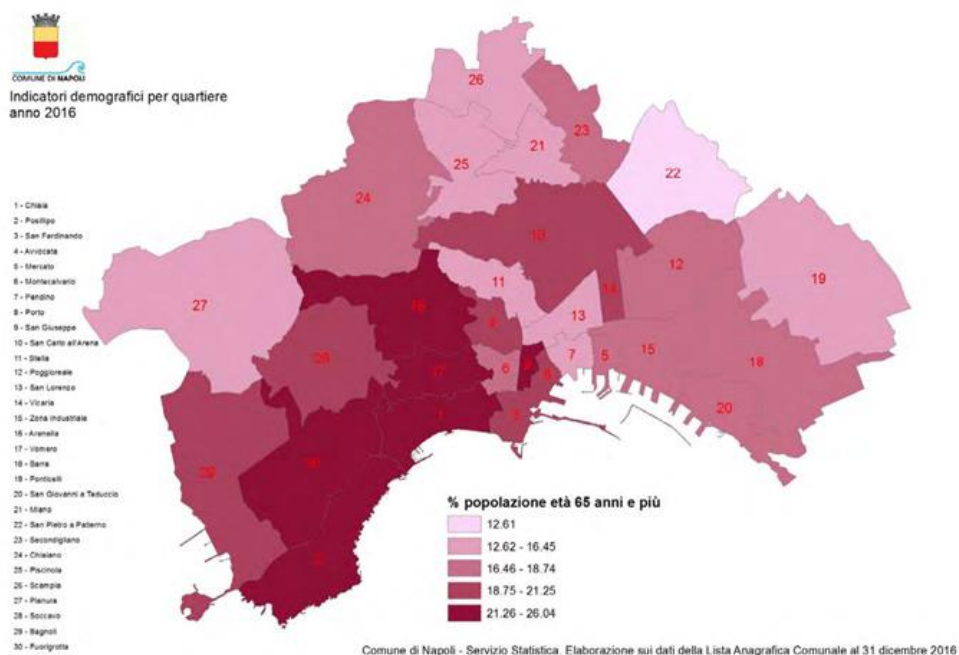 COMUNE DI NAPOLI
Indicatori demografici per quartiere
anno 2016
1 - Chiaia
2 - Posillipo
3 - San Ferdinando
4 - Avvocata
5 - Mercato
6 - Montecalvario
7 - Pendino
8 - Porto
9 - San Giuseppe
10 - San Carlo all'Arena
11 - Stella
12 - Poggioreale
13 - San Lorenzo
14 - Vicaria
15 - Zona Industriale
16 - Arenella
17 - Vomero
18 - Barra
19 - Ponticelli
20 - San Giovanni a Teduccio
21 - Miano
22 - San Pietro a Patierno
23 - Secondigliano
24 - Chiaiano
25 - Piscinola
26 - Scampia
27 - Pianura
28 - Soccavo
29 - Bagnoli
30 - Fuorigrotta
26
23
21
25
22
24
10
12
19
11
27
16
14
13
4
28
7
5
15
18
6
17
20
1
30
29
% popolazione età 65 anni e più
12.61
12.62 - 16.45
16.46 - 18.74
18.75 - 21.25
21.26 - 26.04
Comune di Napoli - Servizio Statistica. Elaborazione sui dati della Lista Anagrafica Comunale al 31 dicembre 2016